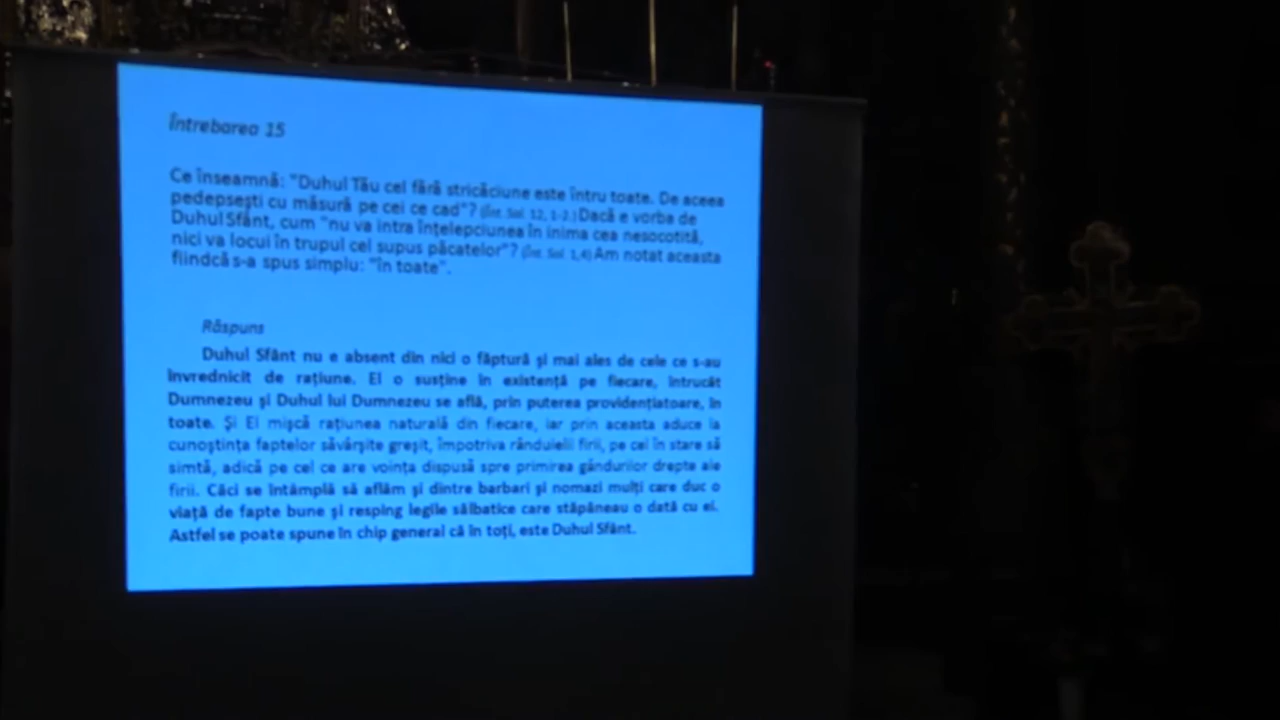 Întrebarea 15
Ce înseamnă: "Duhul Tău cel fără stricăciune este întru toate. De aceea
pedepsești cu măsură pe cei ce cad"? (Înt. Sol. 12, 1-2.) Dacă e vorba de
Duhul Sfânt, cum "nu va intra înțelepciunea în inima cea nesocotită,
nici va locui în trupul cel supus păcatelor"? (Înt. Sol. 1,4) Am notat aceasta
fiindcă s-a spus simplu: "în toate".
Răspuns
Duhul Sfânt nu e absent din nici o făptură și mai ales de cele ce s-au
învrednicit de rațiune. El o susține în existență pe fiecare, întrucât
Dumnezeu și Duhul lui Dumnezeu se află, prin puterea providențiatoare, în
toate. Și El mișcă rațiunea naturală din fiecare, iar prin aceasta aduce la
cunoștința faptelor săvârșite greșit, împotriva rânduielii firii, pe cel în stare să
simtă, adică pe cel ce are voința dispusă spre primirea gândurilor drepte ale
firii. Căci se întâmplă să aflăm și dintre barbari și nomazi mulți care duc o
viață de fapte bune și resping legile sălbatice care stăpâneau o dată cu ei.
Astfel se poate spune în chip general că în toți, este Duhul Sfânt.